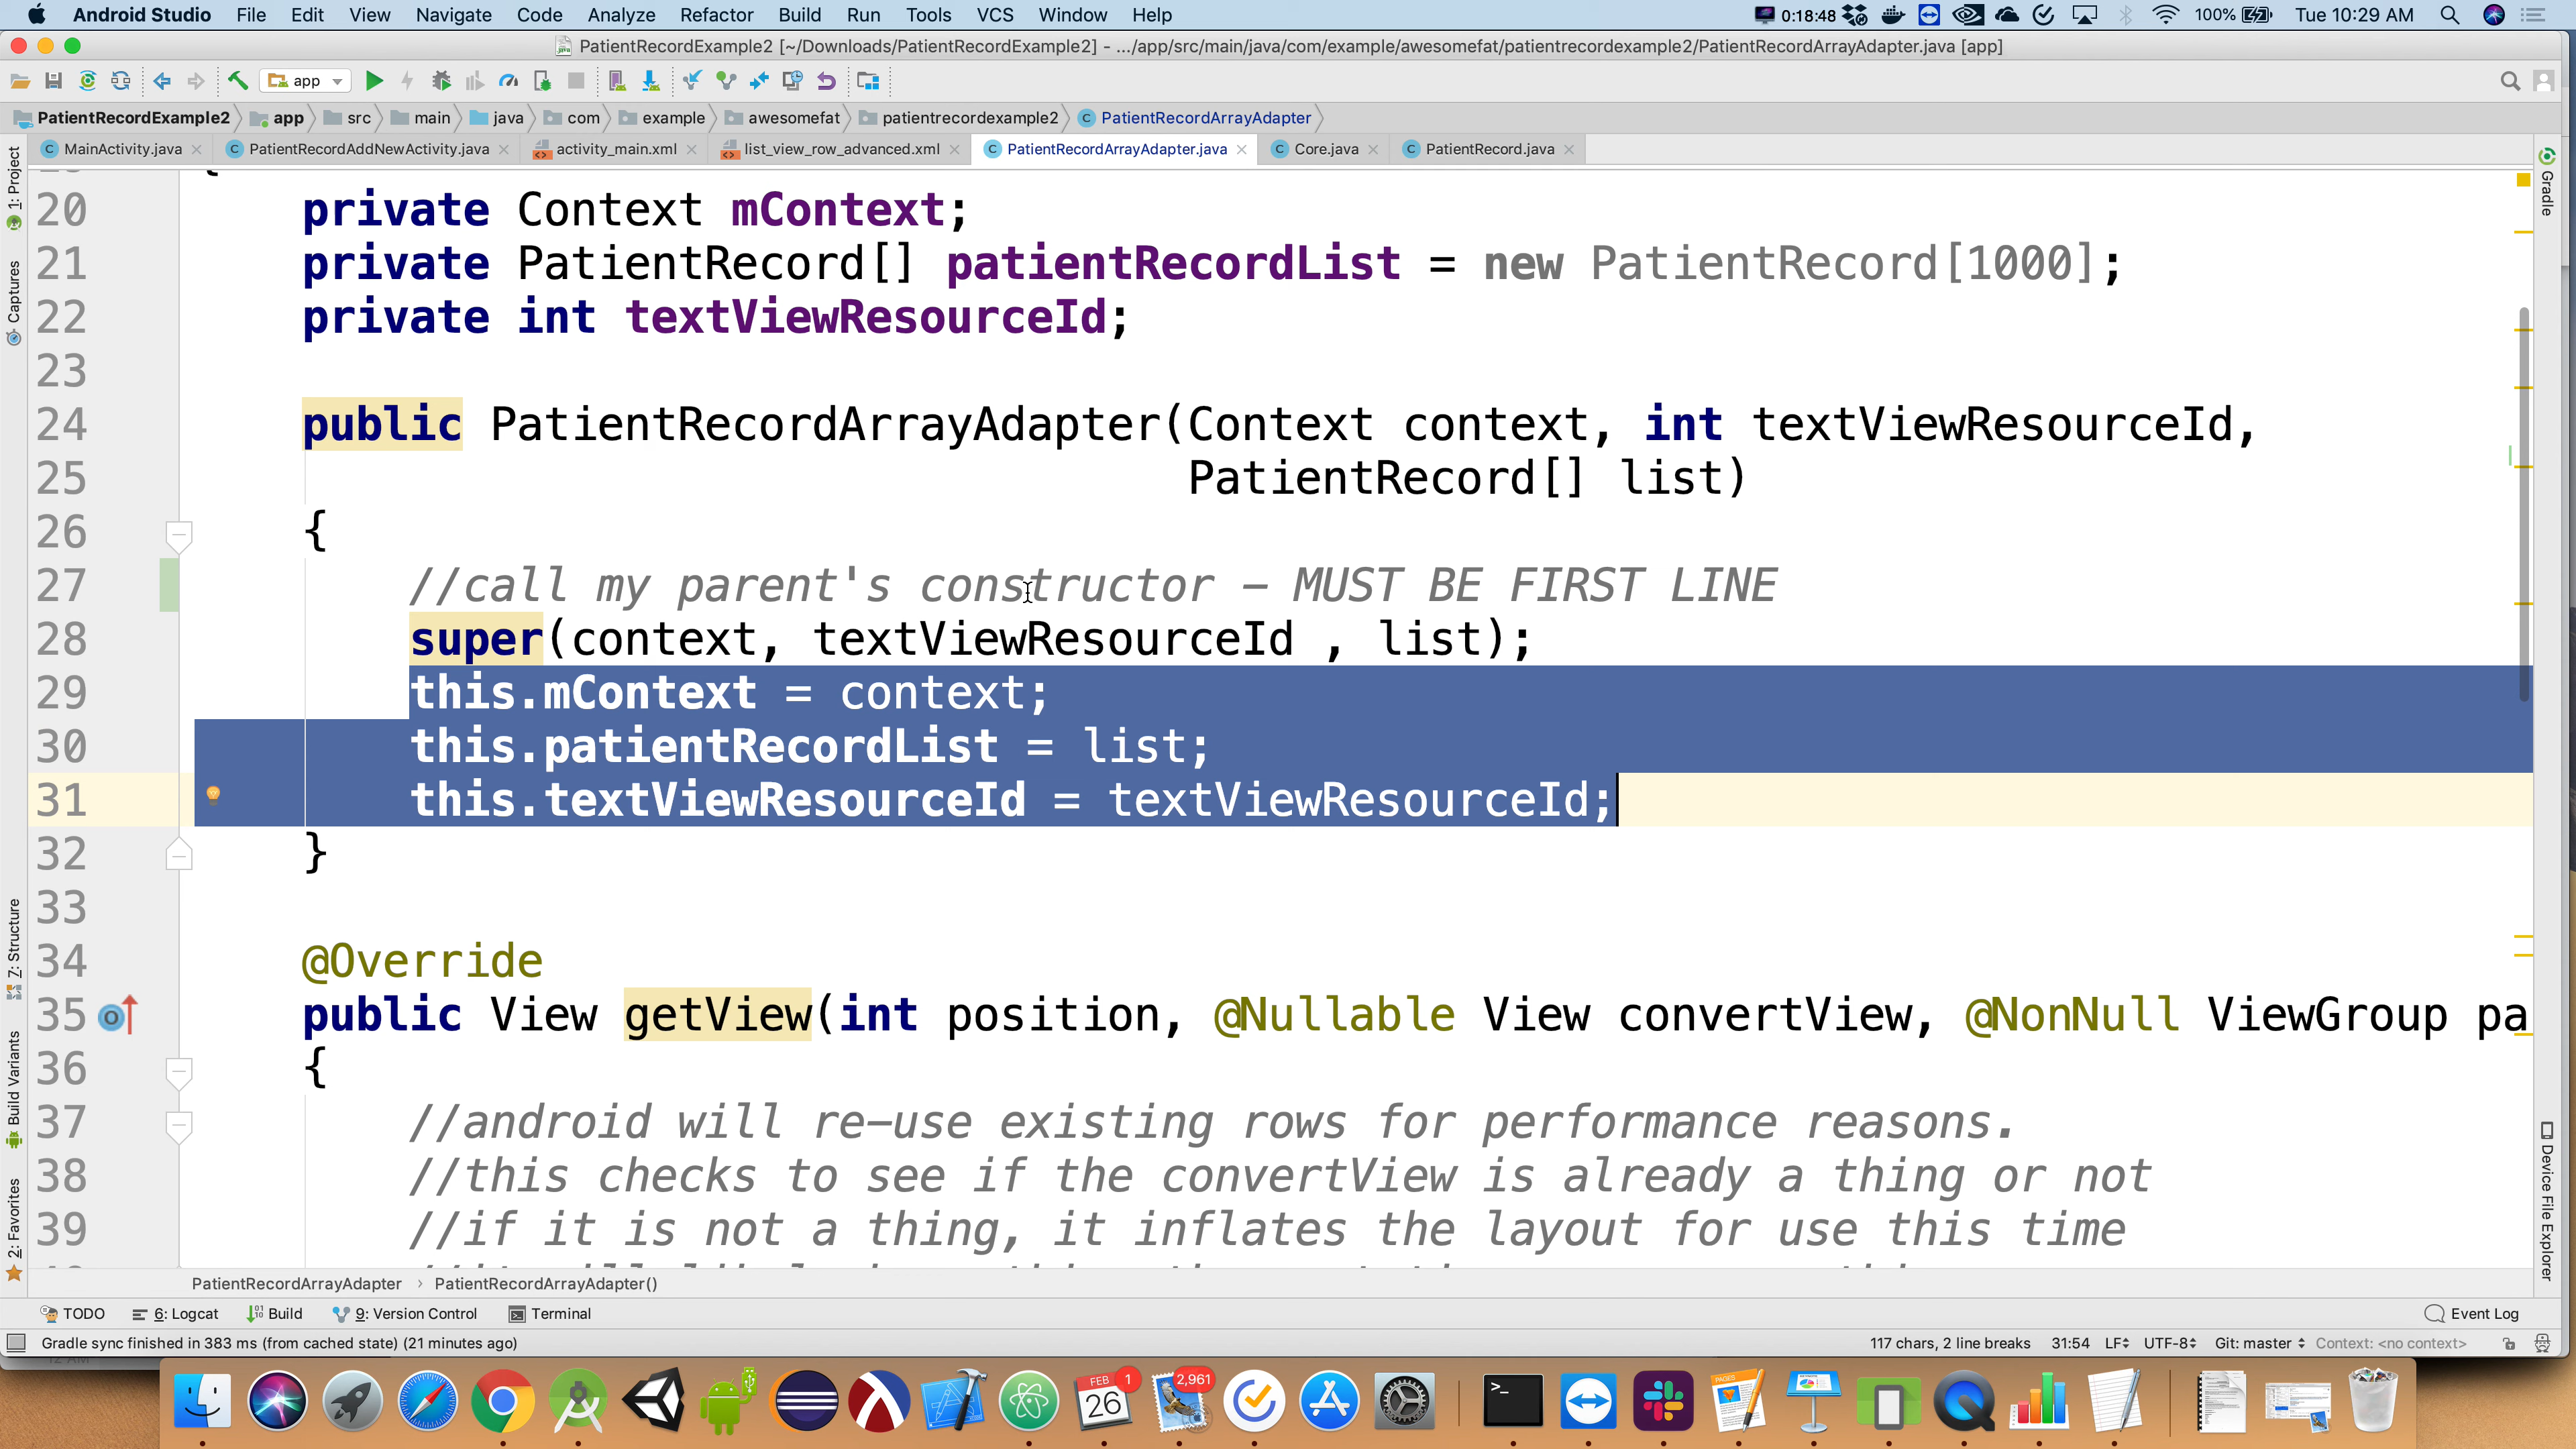 Android Studio File Edit View Navigate Code Analyze Refactor Build Run Tools VCS Window Help 0:18:48 100% Tue 10:29 AM
PatientRecordExample2 [~/Downloads/PatientRecordExample2] - .../app/src/main/java/com/example/awesomefat/patientrecordexample2/PatientRecordArrayAdapter.java [app]
app
PatientRecordExample2 app src main java com example awesomefat patientrecordexample2 PatientRecordArrayAdapter
MainActivity.java PatientRecordAddNewActivity.java activity_main.xml list_view_row_advanced.xml PatientRecordArrayAdapter.java Core.java PatientRecord.java
1: Project
Captures
7: Structure
Build Variants
2: Favorites
Gradle
Device File Explorer
20 private Context mContext;
21 private PatientRecord[] patientRecordList = new PatientRecord[1000];
22 private int textViewResourceId;
23
24 public PatientRecordArrayAdapter(Context context, int textViewResourceId,
25 PatientRecord[] list)
26 {
27 //call my parent's constructor - MUST BE FIRST LINE
28 super(context, textViewResourceId , list);
29 this.mContext = context;
30 this.patientRecordList = list;
31 this.textViewResourceId = textViewResourceId;
32 }
33
34 @Override
35 public View getView(int position, @Nullable View convertView, @NonNull ViewGroup pa
36 {
37 //android will re-use existing rows for performance reasons.
38 //this checks to see if the convertView is already a thing or not
39 //if it is not a thing, it inflates the layout for use this time
PatientRecordArrayAdapter › PatientRecordArrayAdapter()
TODO 6: Logcat Build 9: Version Control Terminal Event Log
Gradle sync finished in 383 ms (from cached state) (21 minutes ago) 117 chars, 2 line breaks 31:54 LF UTF-8 Git: master Context: <no context>
FEB 26 1 2,961 PAGES